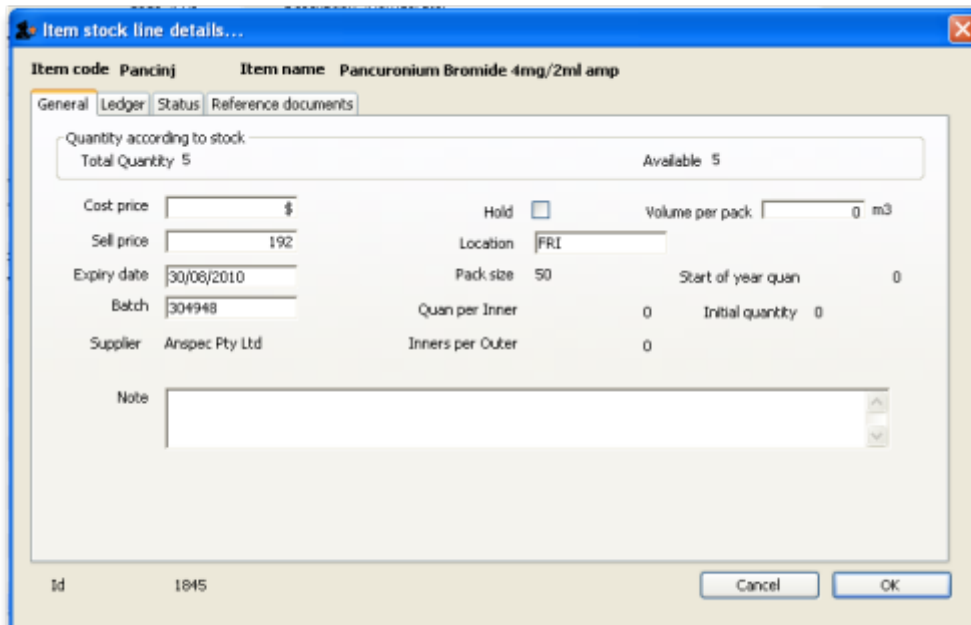 Item stock line details...
Item code Pancinj Item name Pancuronium Bromide 4mg/2ml amp
General Ledger Status Reference documents
Quantity according to stock
Total Quantity 5 Available 5
Cost price $ Hold Volume per pack 0 m3
Sell price 192 Location FRI
Expiry date 30/08/2010 Pack size 50 Start of year quan 0
Batch 304948 Quan per Inner 0 Initial quantity 0
Supplier Anspec Pty Ltd Inners per Outer 0
Note
Id 1845 Cancel OK